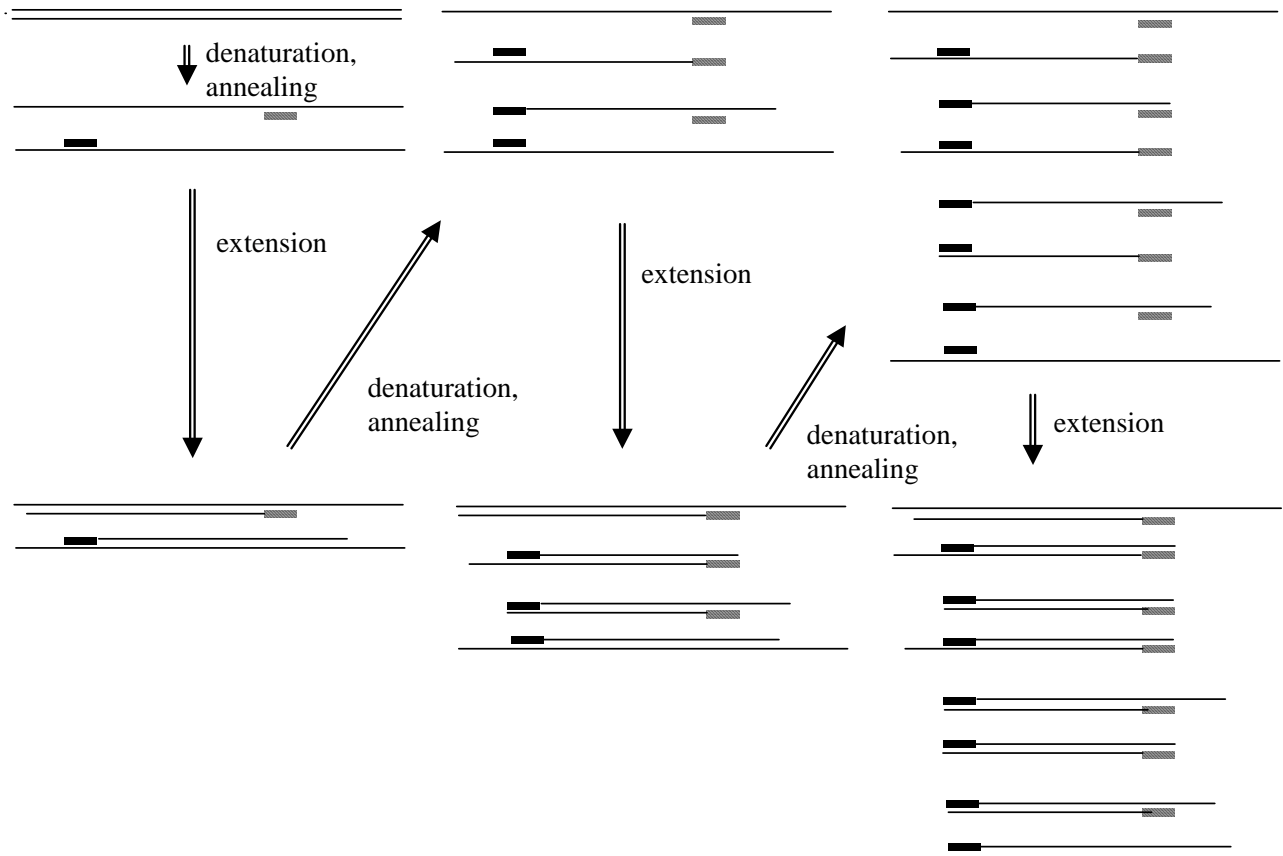 denaturation,
annealing
extension
denaturation,
annealing
extension
denaturation,
annealing
extension